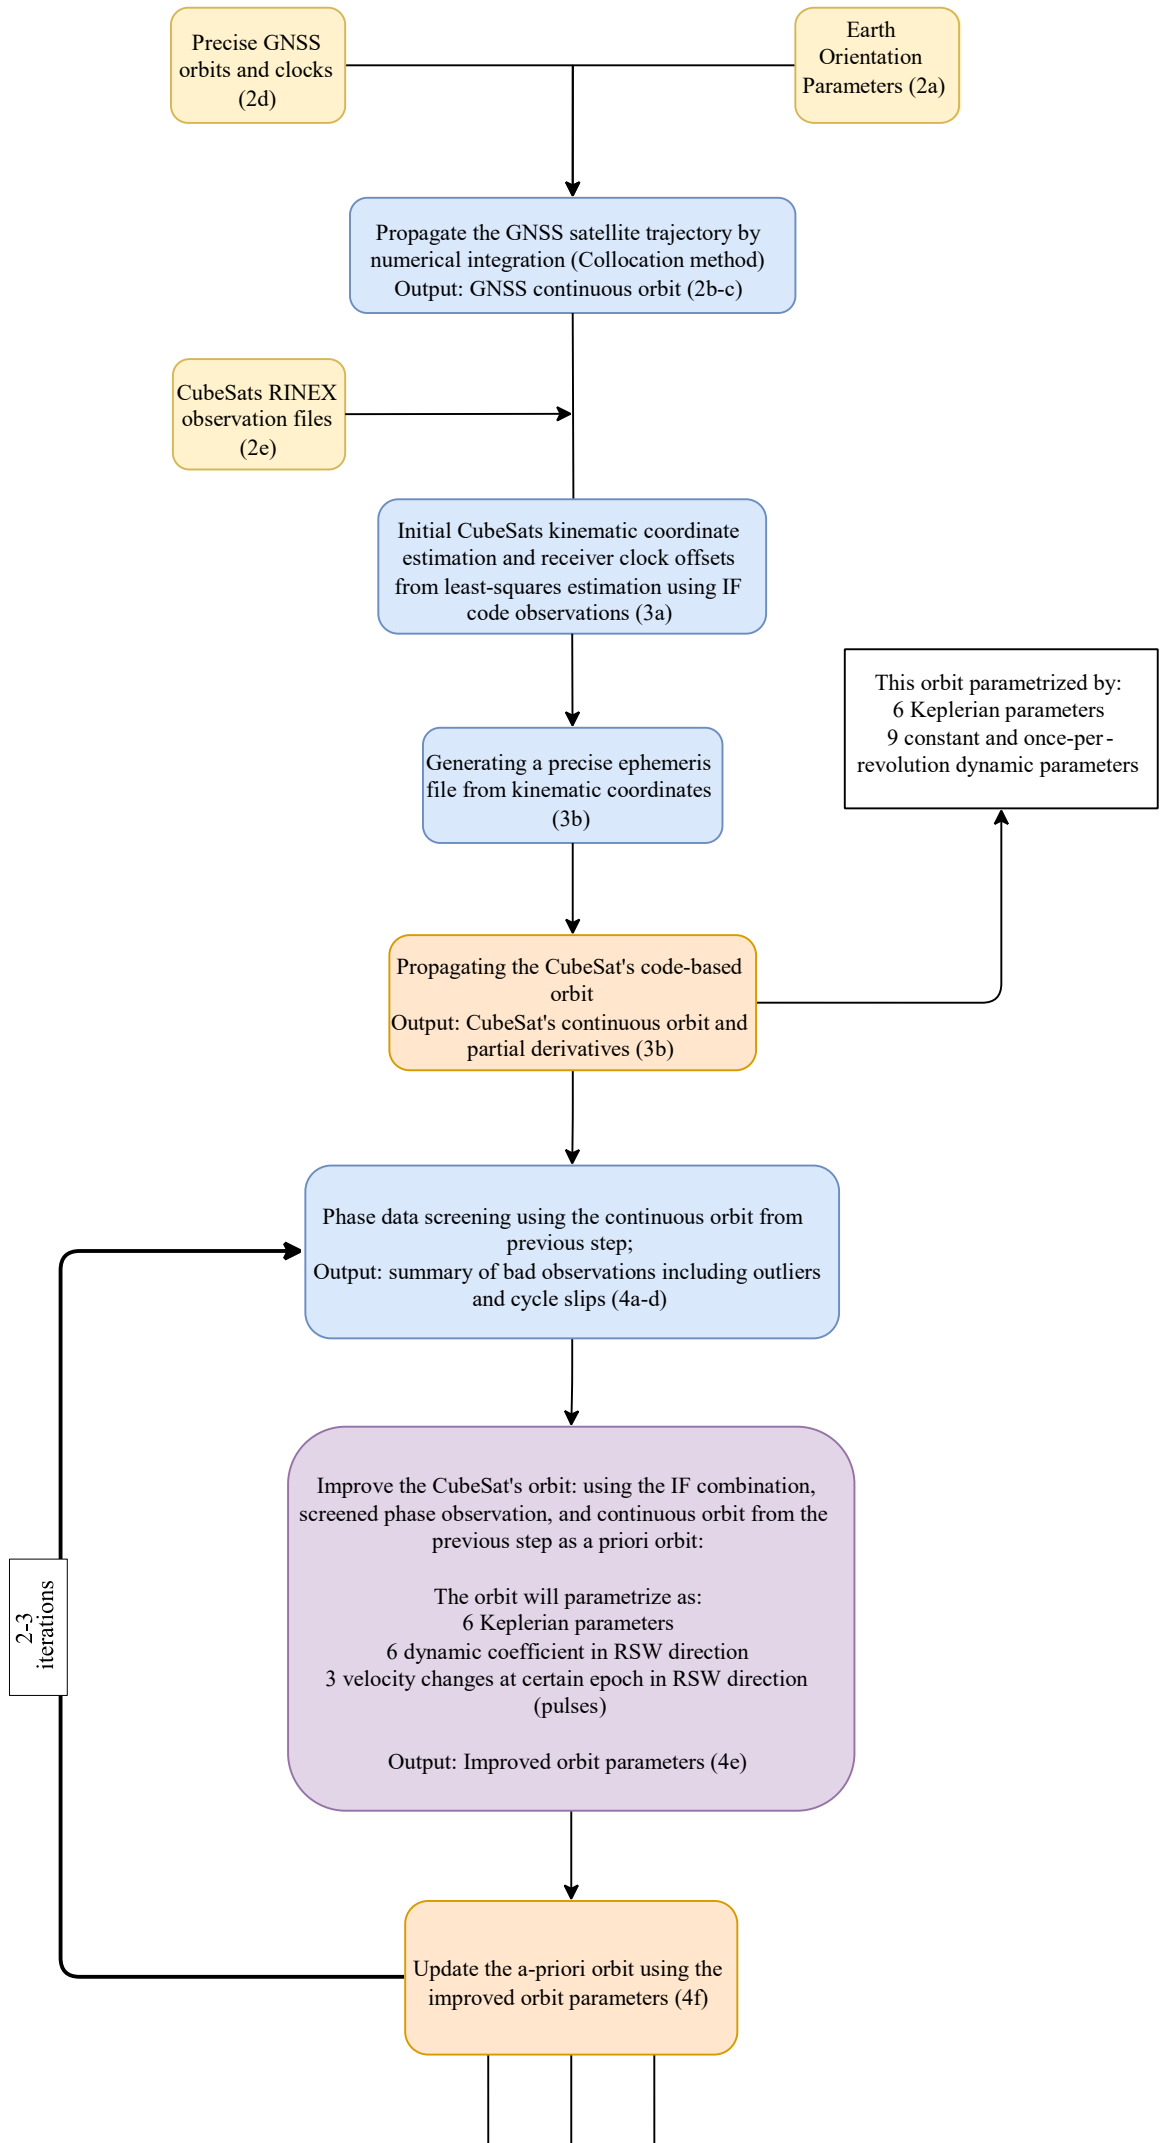 Precise GNSS
orbits and clocks
(2d)
Earth
Orientation
Parameters (2a)
Propagate the GNSS satellite trajectory by
numerical integration (Collocation method)
Output: GNSS continuous orbit (2b-c)
CubeSats RINEX
observation files
(2e)
Initial CubeSats kinematic coordinate
estimation and receiver clock offsets
from least-squares estimation using IF
code observations (3a)
This orbit parametrized by:
6 Keplerian parameters
9 constant and once-per-
revolution dynamic parameters
Generating a precise ephemeris
file from kinematic coordinates
(3b)
Propagating the CubeSat's code-based
orbit
Output: CubeSat's continuous orbit and
partial derivatives (3b)
Phase data screening using the continuous orbit from
previous step;
Output: summary of bad observations including outliers
and cycle slips (4a-d)
Improve the CubeSat's orbit: using the IF combination,
screened phase observation, and continuous orbit from the
previous step as a priori orbit:
The orbit will parametrize as:
6 Keplerian parameters
6 dynamic coefficient in RSW direction
3 velocity changes at certain epoch in RSW direction
(pulses)
Output: Improved orbit parameters (4e)
2-3
iterations
Update the a-priori orbit using the
improved orbit parameters (4f)